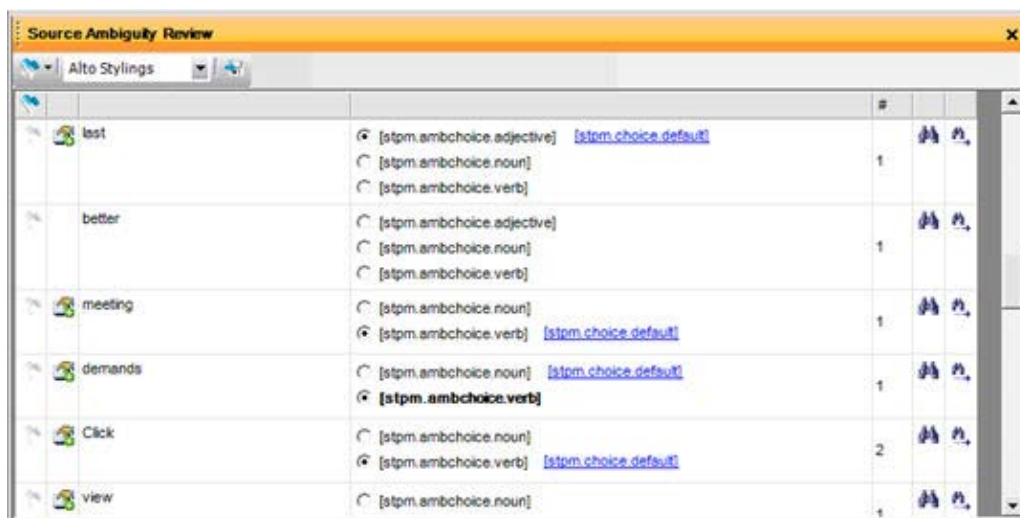 Source Ambiguity Review
Alto Stylings
#
last
[stpm.ambchoice.adjective] [stpm.choice.default]
[stpm.ambchoice.noun]
1
[stpm.ambchoice.verb]
better
[stpm.ambchoice.adjective]
[stpm.ambchoice.noun]
1
[stpm.ambchoice.verb]
meeting
[stpm.ambchoice.noun]
1
[stpm.ambchoice.verb] [stpm.choice.default]
demands
[stpm.ambchoice.noun] [stpm.choice.default]
1
[stpm.ambchoice.verb]
Click
[stpm.ambchoice.noun]
2
[stpm.ambchoice.verb] [stpm.choice.default]
view
[stpm.ambchoice.noun]
1